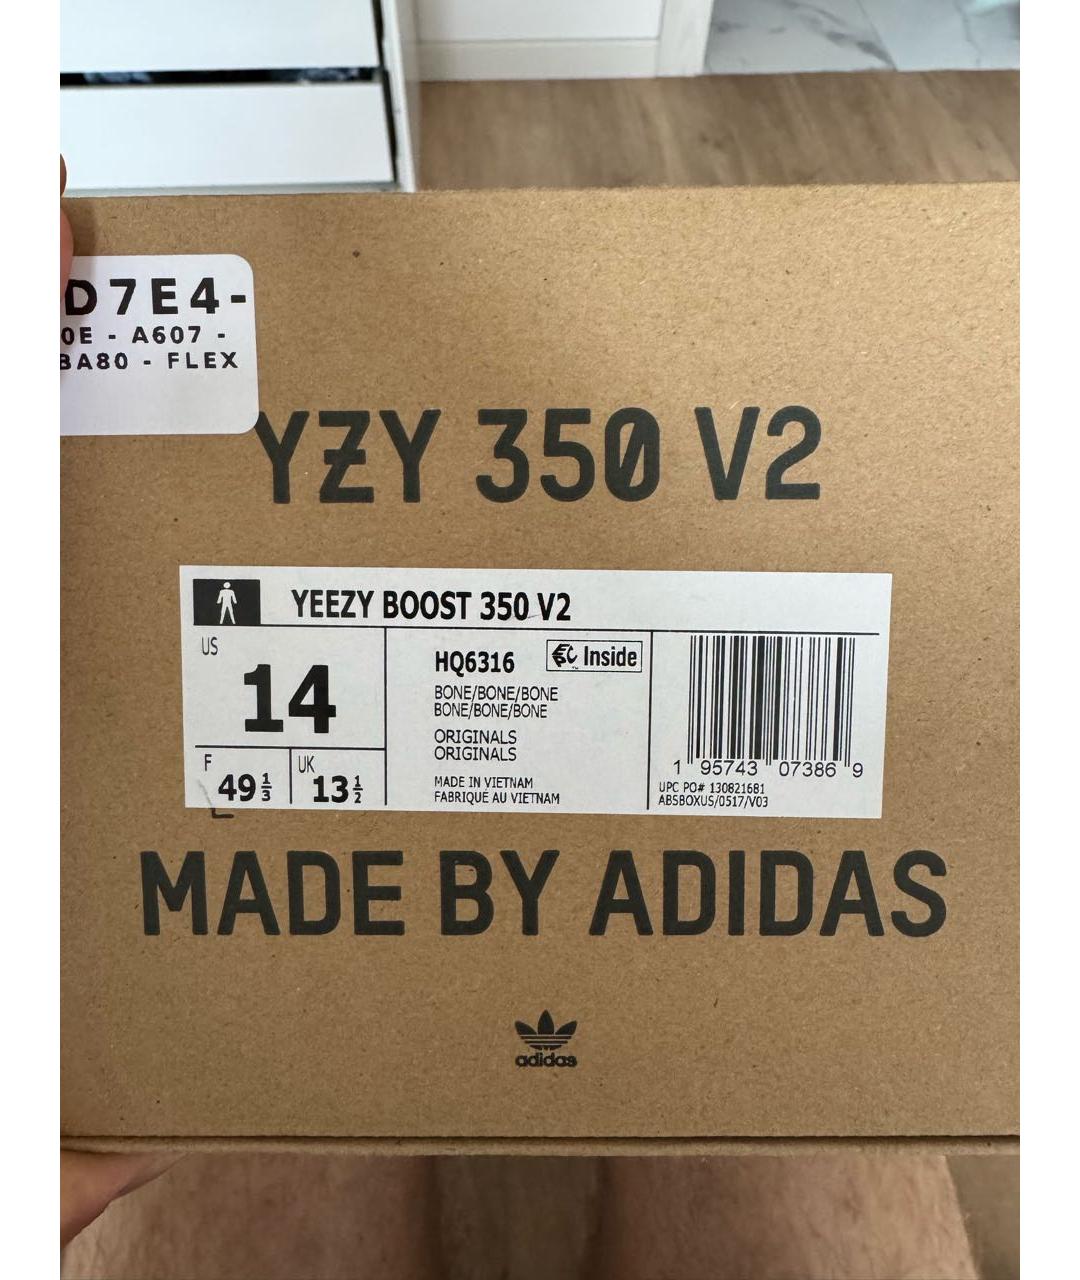 D7E4-
0E - A607 -
BA80 - FLEX
YZY 350 V2
YEEZY BOOST 350 V2
US
14
F
49 1/3
UK
13 1/2
HQ6316
Inside
BONE/BONE/BONE
BONE/BONE/BONE
ORIGINALS
ORIGINALS
MADE IN VIETNAM
FABRIQUÉ AU VIETNAM
1 95743 07386 9
UPC PO# 130821681
ABSBOXUS/0517/V03
MADE BY ADIDAS
adidas